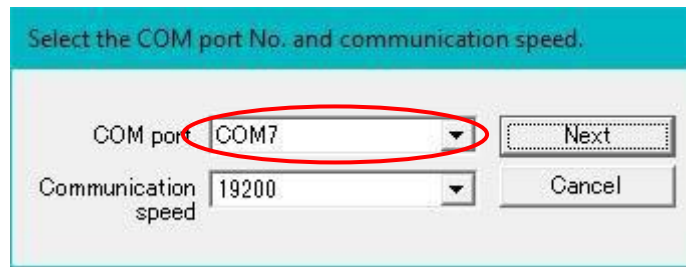 Select the COM port No. and communication speed.
COM port COM7 Next
Communication speed 19200 Cancel